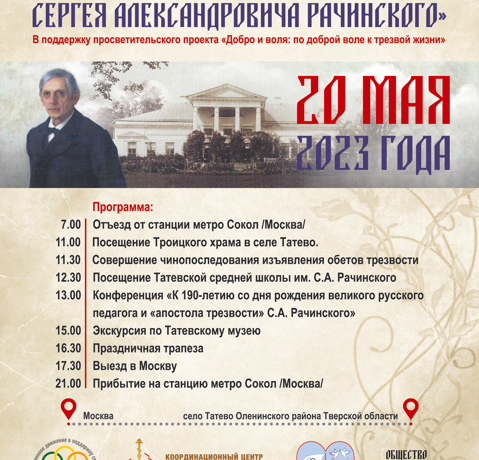 СЕРГЕЯ АЛЕКСАНДРОВИЧА РАЧИНСКОГО»
В поддержку просветительского проекта «Добро и воля: по доброй воле к трезвой жизни»
20 МАЯ
2023 ГОДА
Программа:
7.00 Отъезд от станции метро Сокол /Москва/
11.00 Посещение Троицкого храма в селе Татево.
11.30 Совершение чинопоследования изъявления обетов трезвости
12.30 Посещение Татевской средней школы им. С.А. Рачинского
13.00 Конференция «К 190-летию со дня рождения великого русского
педагога и «апостола трезвости» С.А. Рачинского»
15.00 Экскурсия по Татевскому музею
16.30 Праздничная трапеза
17.30 Выезд в Москву
21.00 Прибытие на станцию метро Сокол /Москва/
Москва
село Татево Оленинского района Тверской области
КООРДИНАЦИОННЫЙ ЦЕНТР
ОБЩЕСТВО